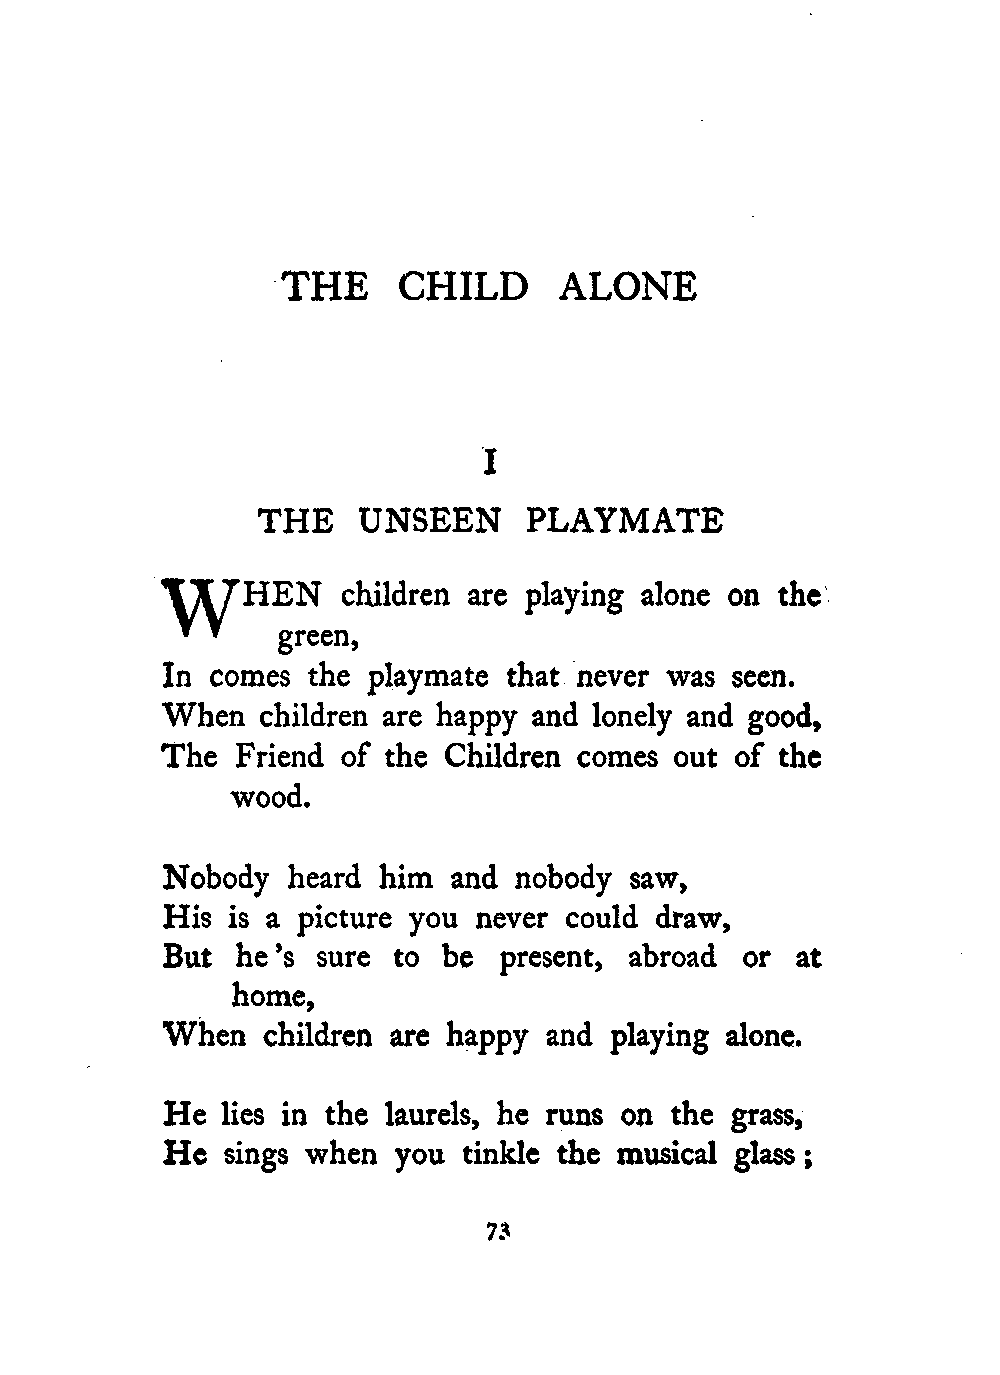 THE CHILD ALONE
I
THE UNSEEN PLAYMATE
WHEN children are playing alone on the
green,
In comes the playmate that never was seen.
When children are happy and lonely and good,
The Friend of the Children comes out of the
wood.
Nobody heard him and nobody saw,
His is a picture you never could draw,
But he's sure to be present, abroad or at
home,
When children are happy and playing alone.
He lies in the laurels, he runs on the grass,
He sings when you tinkle the musical glass;
73